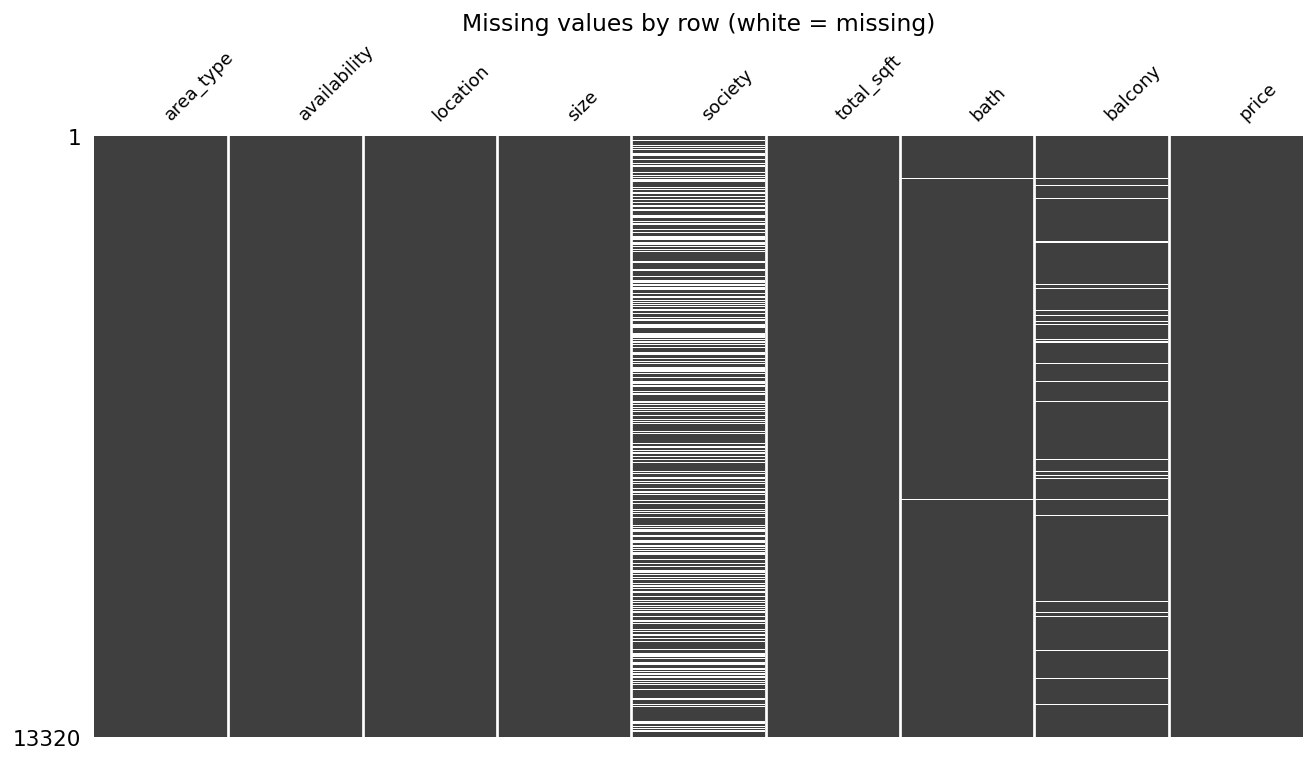 Missing values by row (white = missing)
area_type
availability
location
size
society
total_sqft
bath
balcony
price
1
13320